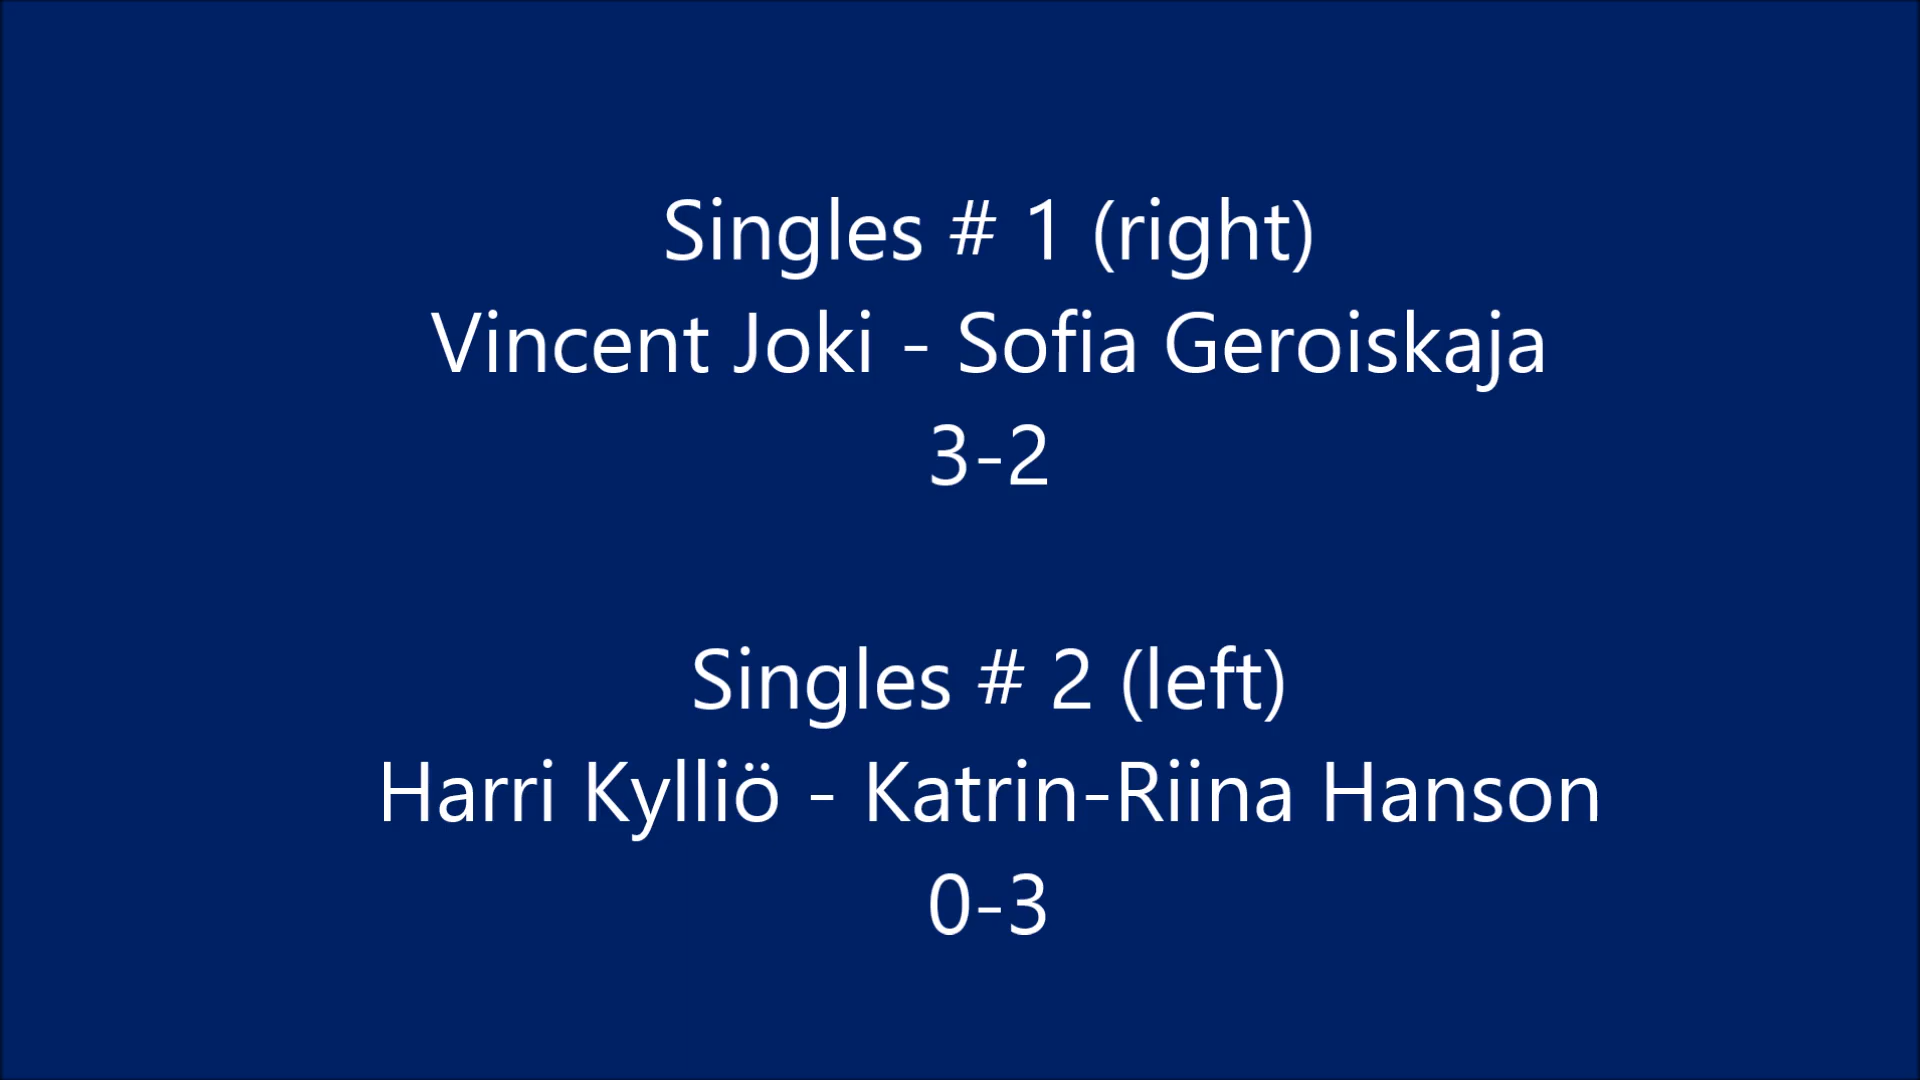 Singles # 1 (right)
Vincent Joki - Sofia Geroiskaja
3-2
Singles # 2 (left)
Harri Kylliö - Katrin-Riina Hanson
0-3